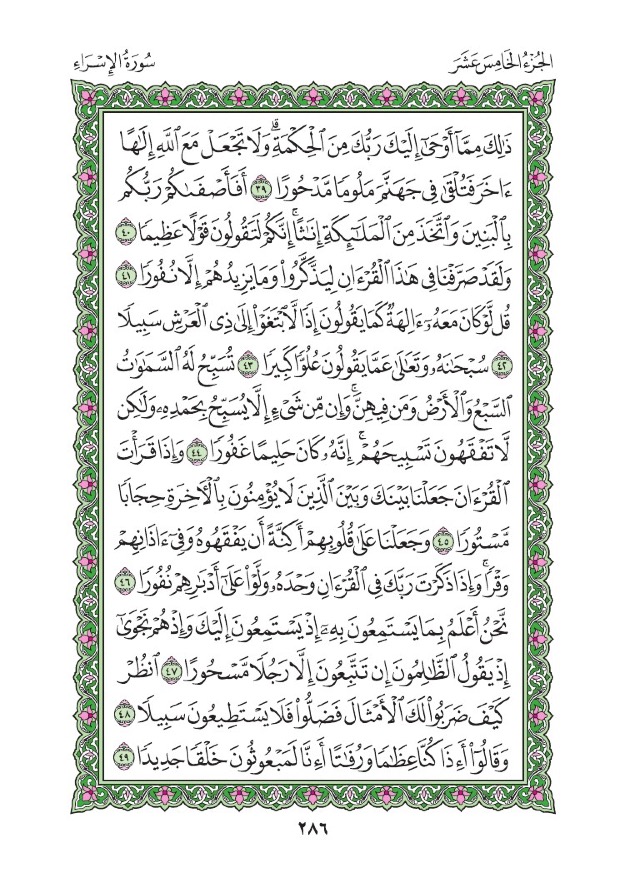 الجُزْءُ الخَامِسَ عَشَرَ
سُورَةُ الإِسْرَاءِ
ذَٰلِكَ مِمَّآ أَوْحَىٰٓ إِلَيْكَ رَبُّكَ مِنَ ٱلْحِكْمَةِۗ وَلَا تَجْعَلْ مَعَ ٱللَّهِ إِلَـٰهًا
ءَاخَرَ فَتُلْقَىٰ فِى جَهَنَّمَ مَلُومًا مَّدْحُورًا ٣٩ أَفَأَصْفَىٰكُمْ رَبُّكُم
بِٱلْبَنِينَ وَٱتَّخَذَ مِنَ ٱلْمَلَـٰٓئِكَةِ إِنَـٰثًاۚ إِنَّكُمْ لَتَقُولُونَ قَوْلًا عَظِيمًا ٤٠
وَلَقَدْ صَرَّفْنَا فِى هَـٰذَا ٱلْقُرْءَانِ لِيَذَّكَّرُوا۟ وَمَا يَزِيدُهُمْ إِلَّا نُفُورًا ٤١
قُل لَّوْ كَانَ مَعَهُۥٓ ءَالِهَةٌ كَمَا يَقُولُونَ إِذًا لَّٱبْتَغَوْا۟ إِلَىٰ ذِى ٱلْعَرْشِ سَبِيلًا
٤٢ سُبْحَـٰنَهُۥ وَتَعَـٰلَىٰ عَمَّا يَقُولُونَ عُلُوًّا كَبِيرًا ٤٣ تُسَبِّحُ لَهُ ٱلسَّمَـٰوَٰتُ
ٱلسَّبْعُ وَٱلْأَرْضُ وَمَن فِيهِنَّۚ وَإِن مِّن شَىْءٍ إِلَّا يُسَبِّحُ بِحَمْدِهِۦ وَلَـٰكِن
لَّا تَفْقَهُونَ تَسْبِيحَهُمْۗ إِنَّهُۥ كَانَ حَلِيمًا غَفُورًا ٤٤ وَإِذَا قَرَأْتَ
ٱلْقُرْءَانَ جَعَلْنَا بَيْنَكَ وَبَيْنَ ٱلَّذِينَ لَا يُؤْمِنُونَ بِٱلْـَٔاخِرَةِ حِجَابًا
مَّسْتُورًا ٤٥ وَجَعَلْنَا عَلَىٰ قُلُوبِهِمْ أَكِنَّةً أَن يَفْقَهُوهُ وَفِىٓ ءَاذَانِهِمْ
وَقْرًاۚ وَإِذَا ذَكَرْتَ رَبَّكَ فِى ٱلْقُرْءَانِ وَحْدَهُۥ وَلَّوْا۟ عَلَىٰٓ أَدْبَـٰرِهِمْ نُفُورًا ٤٦
نَّحْنُ أَعْلَمُ بِمَا يَسْتَمِعُونَ بِهِۦٓ إِذْ يَسْتَمِعُونَ إِلَيْكَ وَإِذْ هُمْ نَجْوَىٰٓ
إِذْ يَقُولُ ٱلظَّـٰلِمُونَ إِن تَتَّبِعُونَ إِلَّا رَجُلًا مَّسْحُورًا ٤٧ ٱنظُرْ
كَيْفَ ضَرَبُوا۟ لَكَ ٱلْأَمْثَالَ فَضَلُّوا۟ فَلَا يَسْتَطِيعُونَ سَبِيلًا ٤٨
وَقَالُوٓا۟ أَءِذَا كُنَّا عِظَـٰمًا وَرُفَـٰتًا أَءِنَّا لَمَبْعُوثُونَ خَلْقًا جَدِيدًا ٤٩
٢٨٦